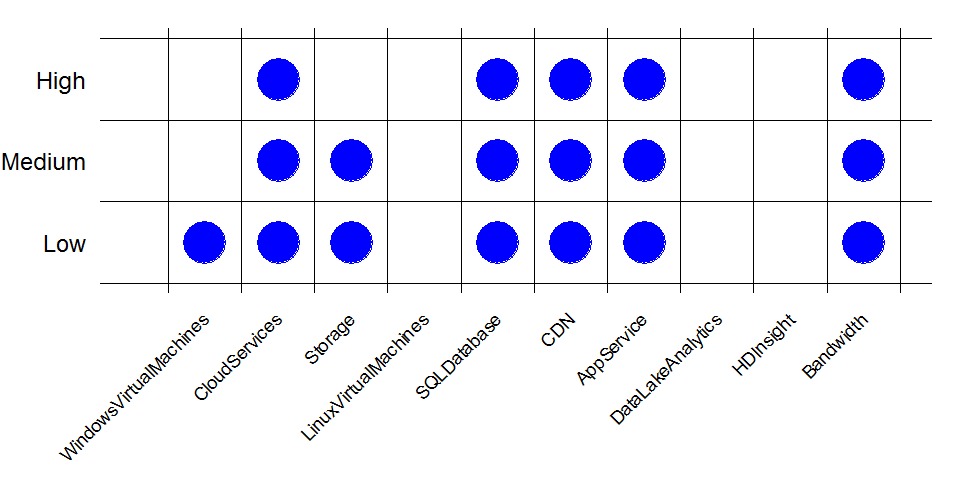 High
Medium
Low
WindowsVirtualMachines
CloudServices
Storage
LinuxVirtualMachines
SQLDatabase
CDN
AppService
DataLakeAnalytics
HDInsight
Bandwidth